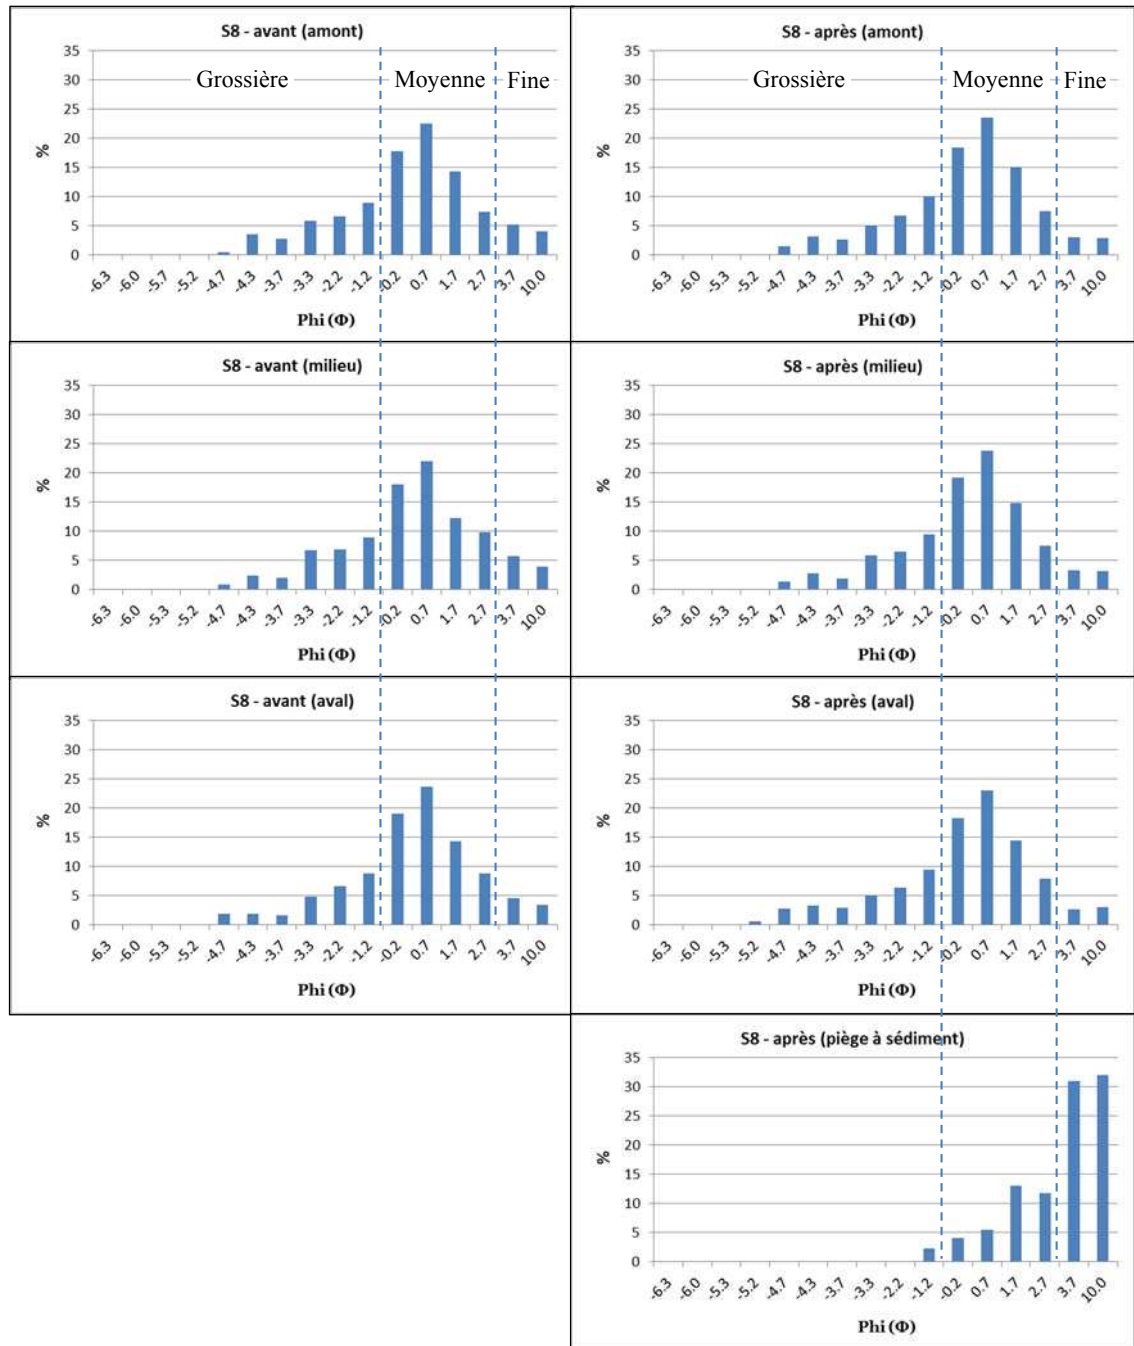 S8 - avant (amont)
Grossière Moyenne Fine
35
30
25
20
15
10
5
0
%
-6.3 -6.0 -5.7 -5.2 -4.7 -4.3 -3.7 -3.3 -2.2 -1.2 -0.2 0.7 1.7 2.7 3.7 10.0
Phi (Φ)
S8 - après (amont)
Grossière Moyenne Fine
35
30
25
20
15
10
5
0
%
-6.3 -6.0 -5.7 -5.2 -4.7 -4.3 -3.7 -3.3 -2.2 -1.2 -0.2 0.7 1.7 2.7 3.7 10.0
Phi (Φ)
S8 - avant (milieu)
35
30
25
20
15
10
5
0
%
-6.3 -6.0 -5.3 -5.2 -4.7 -4.3 -3.7 -3.3 -2.2 -1.2 -0.2 0.7 1.7 2.7 3.7 10.0
Phi (Φ)
S8 - après (milieu)
35
30
25
20
15
10
5
0
%
-6.3 -6.0 -5.3 -5.2 -4.7 -4.3 -3.7 -3.3 -2.2 -1.2 -0.2 0.7 1.7 2.7 3.7 10.0
Phi (Φ)
S8 - avant (aval)
35
30
25
20
15
10
5
0
%
-6.3 -6.0 -5.3 -5.2 -4.7 -4.3 -3.7 -3.3 -2.2 -1.2 -0.2 0.7 1.7 2.7 3.7 10.0
Phi (Φ)
S8 - après (aval)
35
30
25
20
15
10
5
0
%
-6.3 -6.0 -5.3 -5.2 -4.7 -4.3 -3.7 -3.3 -2.2 -1.2 -0.2 0.7 1.7 2.7 3.7 10.0
Phi (Φ)
S8 - après (piège à sédiment)
35
30
25
20
15
10
5
0
%
-6.3 -6.0 -5.7 -5.2 -4.7 -4.3 -3.7 -3.3 -2.2 -1.2 -0.2 0.7 1.7 2.7 3.7 10.0
Phi (Φ)